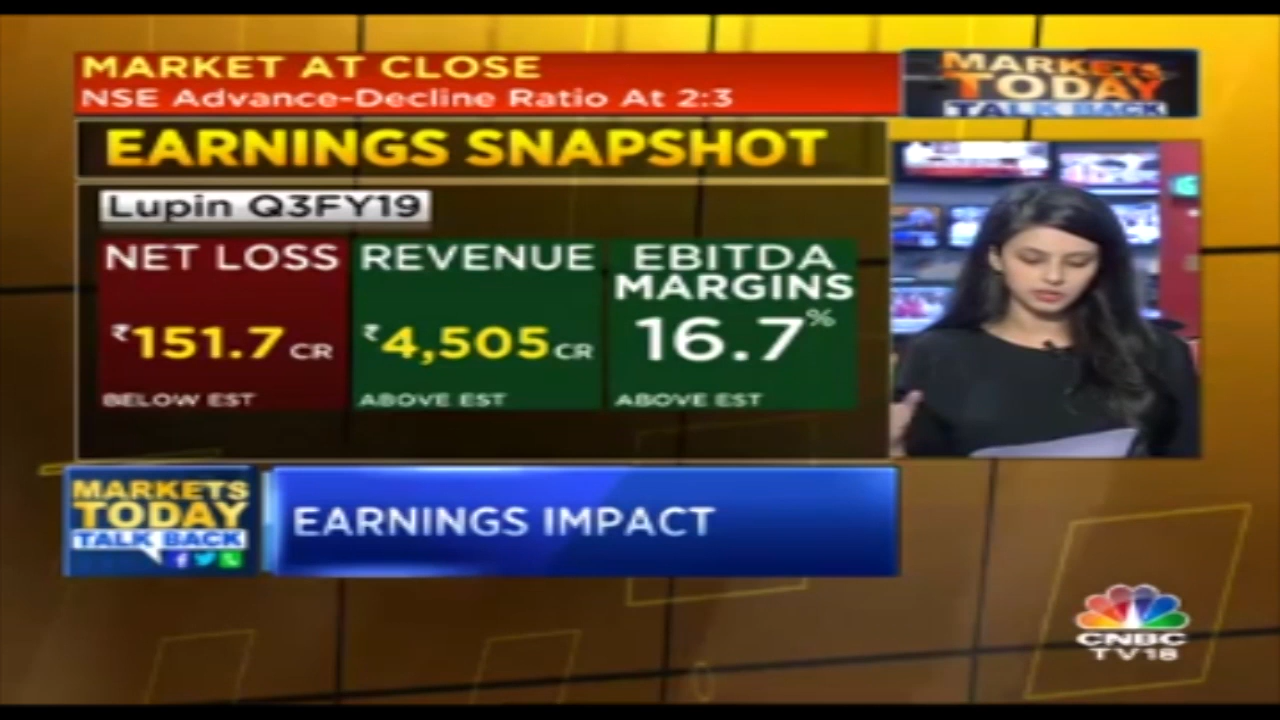 MARKET AT CLOSE
NSE Advance-Decline Ratio At 2:3
MARKETS
TODAY
TALK BACK
EARNINGS SNAPSHOT
Lupin Q3FY19
NET LOSS
₹151.7 CR
BELOW EST
REVENUE
₹4,505 CR
ABOVE EST
EBITDA
MARGINS
16.7%
ABOVE EST
MARKETS
TODAY
TALK BACK
EARNINGS IMPACT
CNBC
TV18